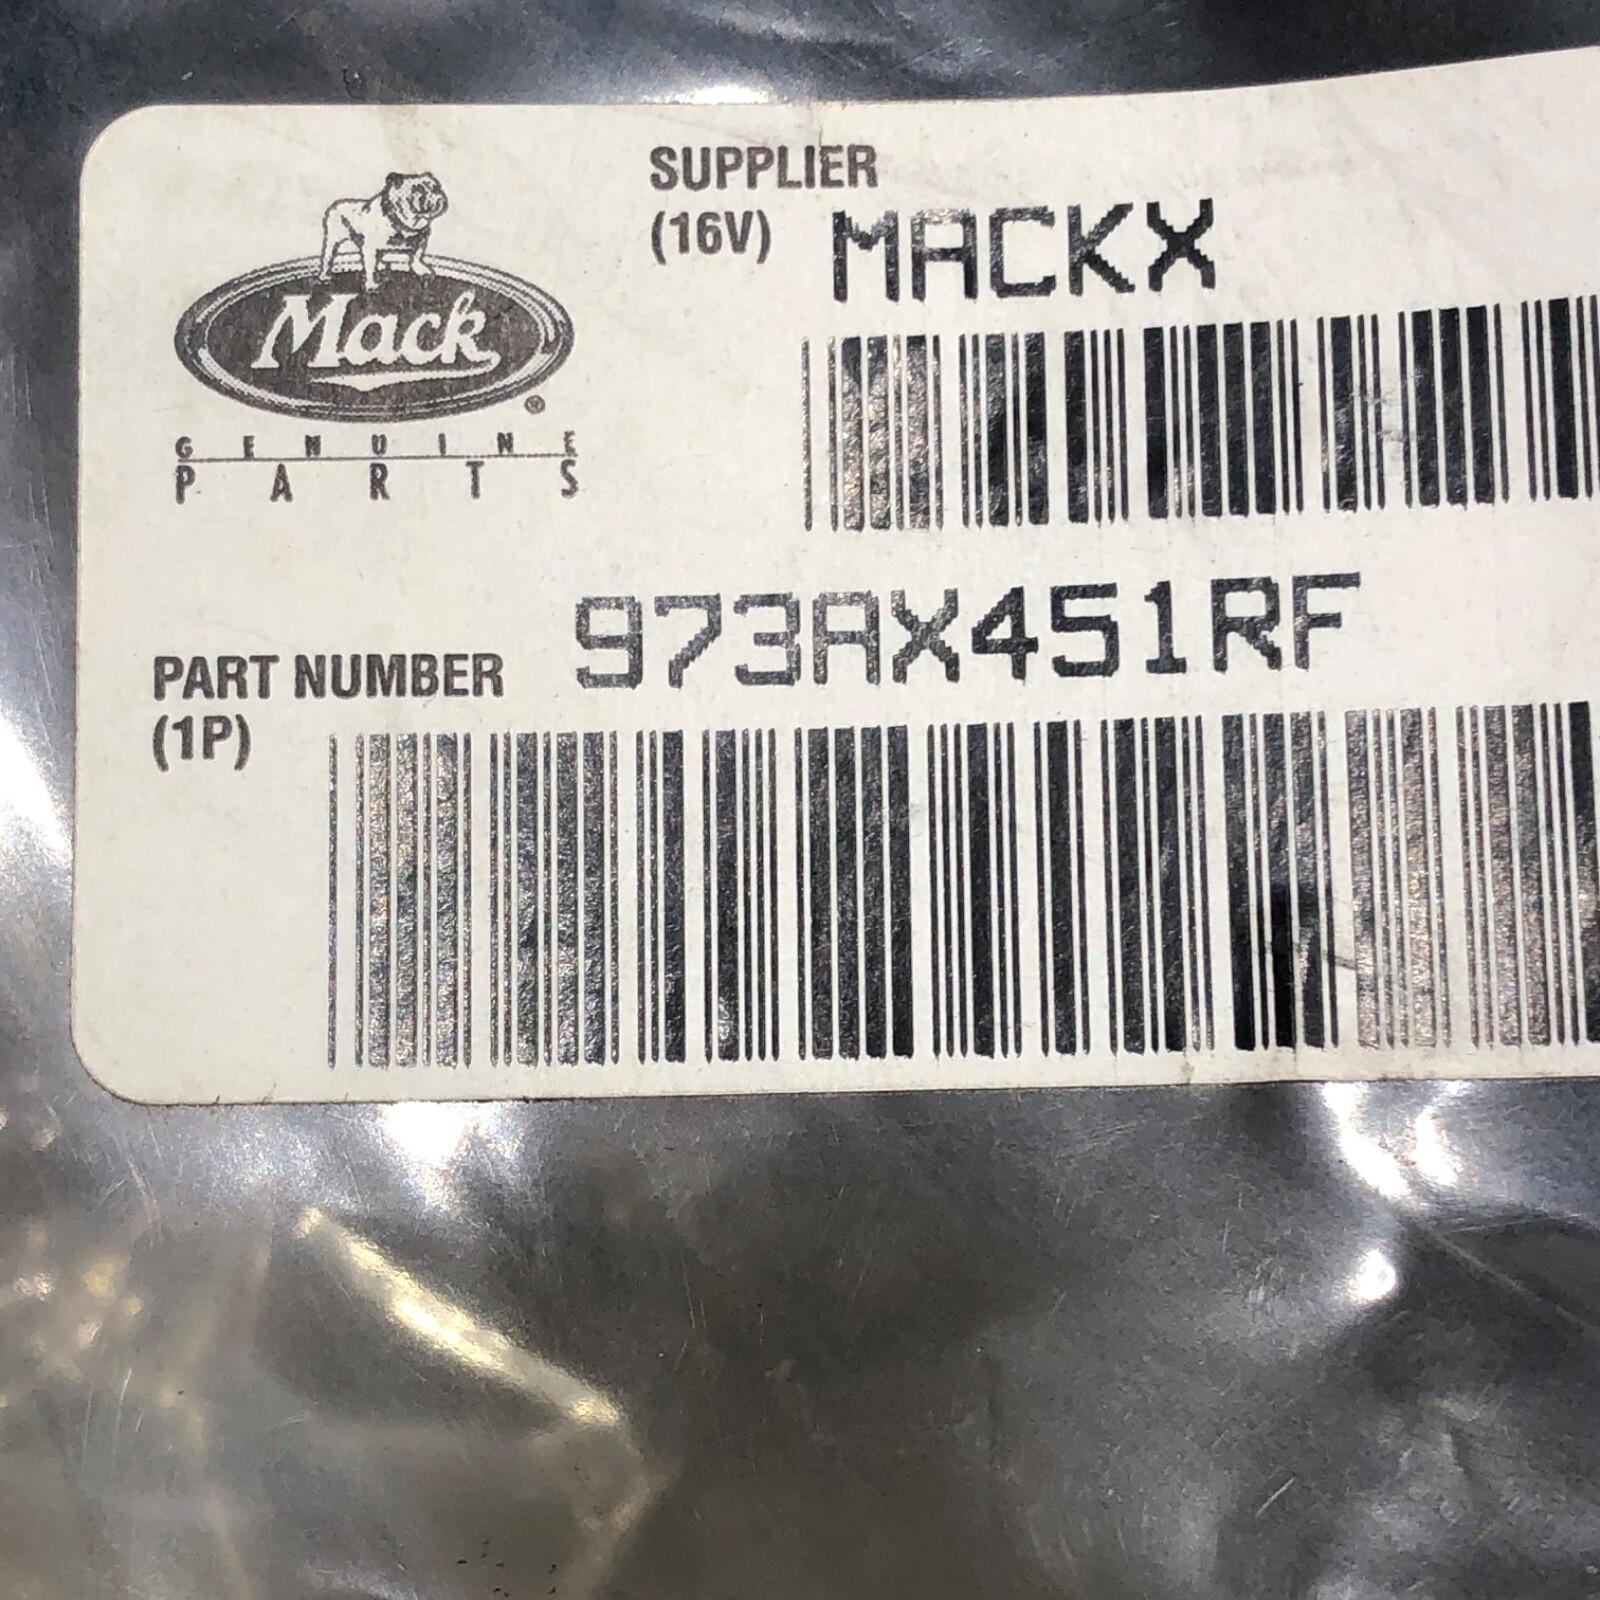 SUPPLIER
(16V) MACKX
Mack
®
GENUINE
PARTS
973AX451RF
PART NUMBER
(1P)